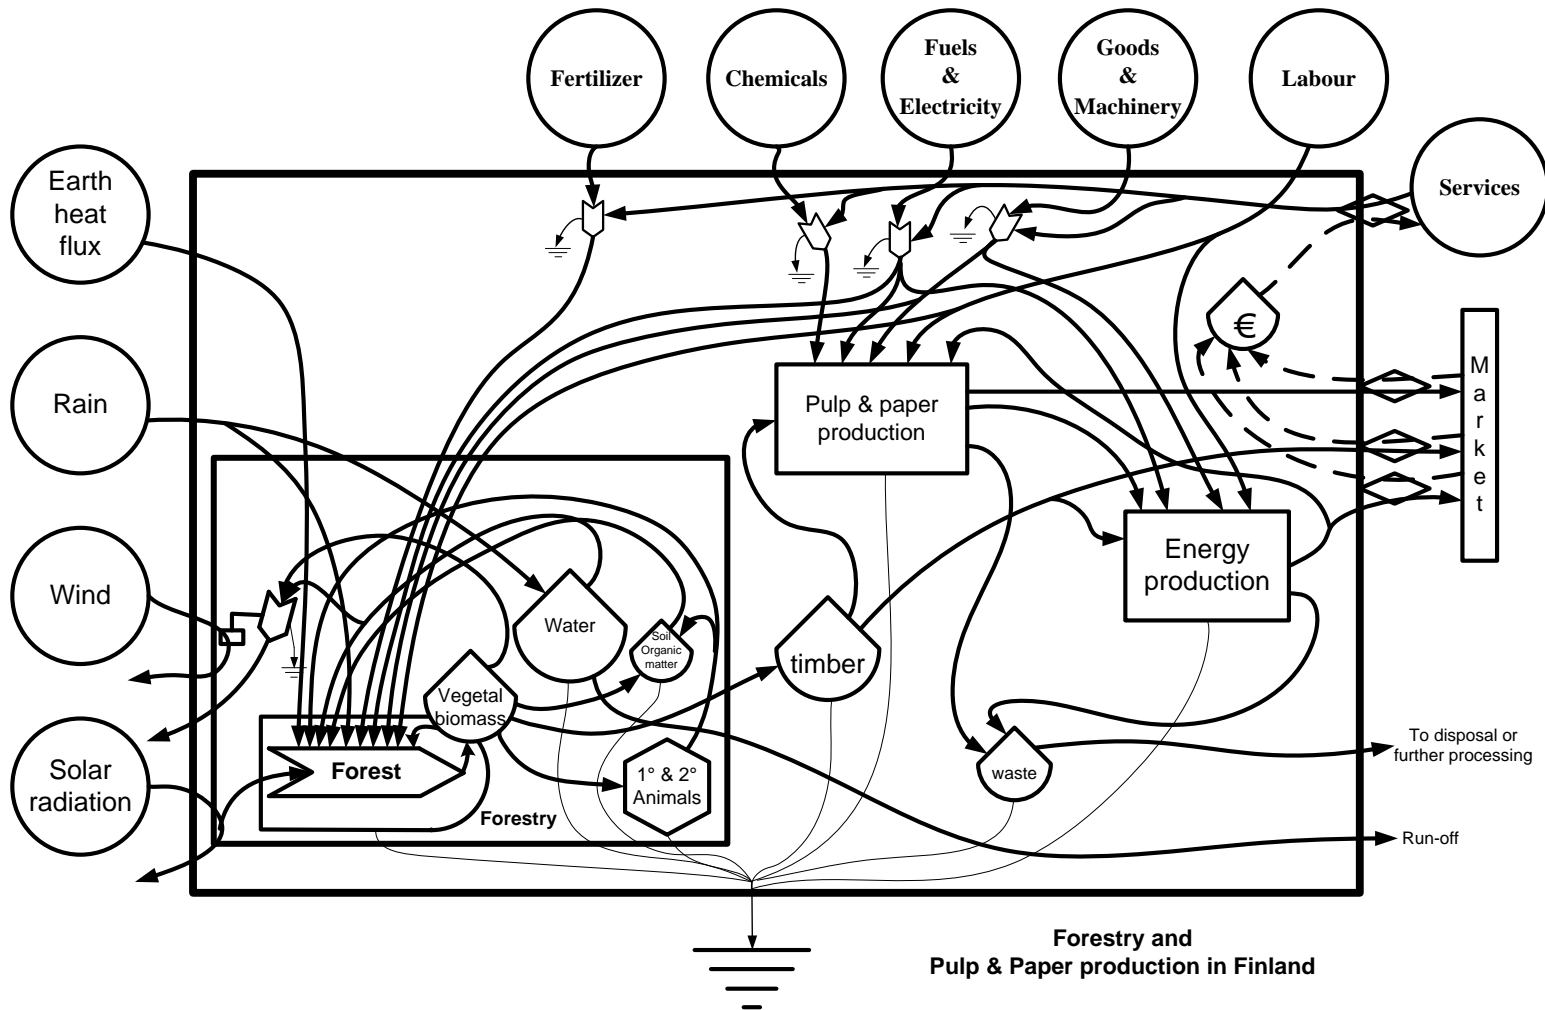 Fertilizer
Chemicals
Fuels
&
Electricity
Goods
&
Machinery
Labour
Services
Earth
heat
flux
Rain
Wind
Solar
radiation
€
M
a
r
k
e
t
Pulp & paper
production
Energy
production
Water
Soil
Organic
matter
timber
Vegetal
biomass
Forest
1° & 2°
Animals
Forestry
waste
To disposal or
further processing
Run-off
Forestry and
Pulp & Paper production in Finland